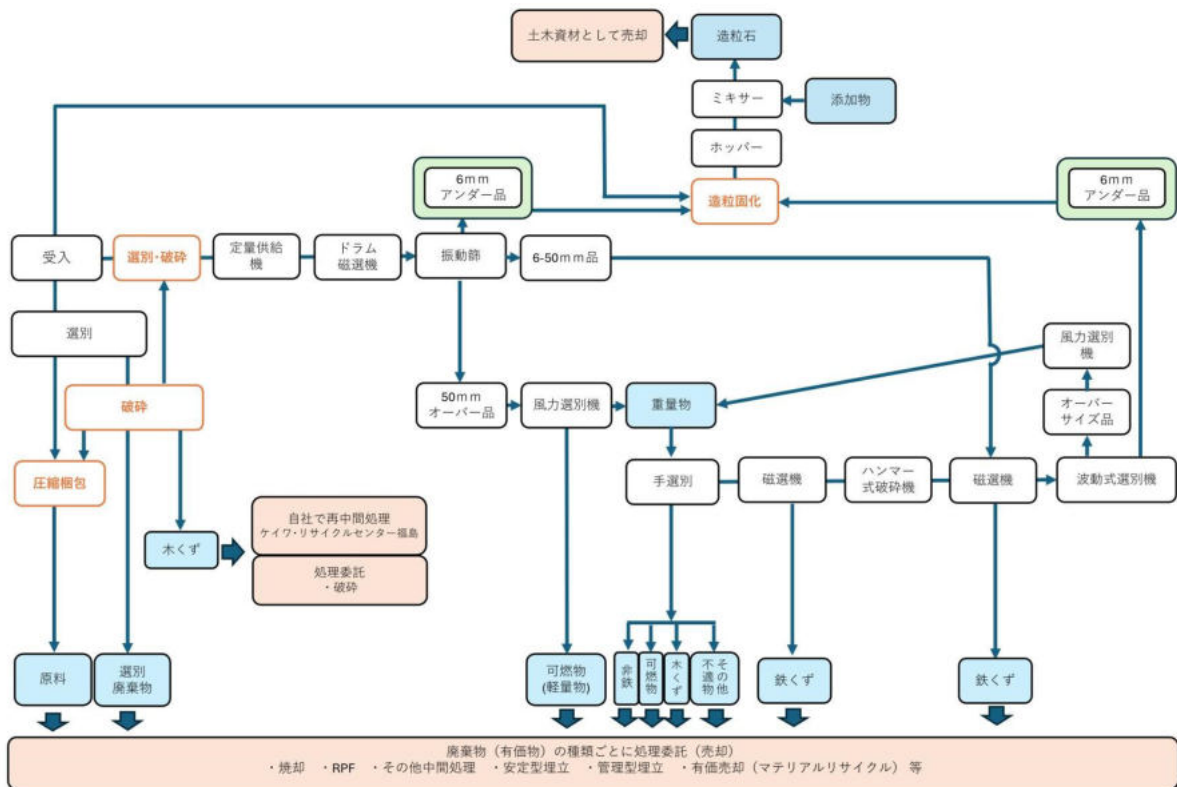 土木資材として売却
造粒石
ミキサー
添加物
ホッパー
6mm
アンダー品
造粒固化
6mm
アンダー品
受入
選別・破砕
定量供給
機
ドラム
磁選機
振動篩
6-50mm品
選別
風力選別
機
破砕
50mm
オーバー品
風力選別機
重量物
オーバー
サイズ品
圧縮梱包
手選別
磁選機
ハンマー
式破砕機
磁選機
波動式選別機
木くず
自社で再中間処理
ケイワ・リサイクルセンター福島
処理委託
・破砕
原料
選別
廃棄物
可燃物
(軽量物)
非鉄
可燃物
木くず
その他
不適物
鉄くず
鉄くず
廃棄物（有価物）の種類ごとに処理委託（売却）
・焼却 ・RPF ・その他中間処理 ・安定型埋立 ・管理型埋立 ・有価売却（マテリアルリサイクル）等